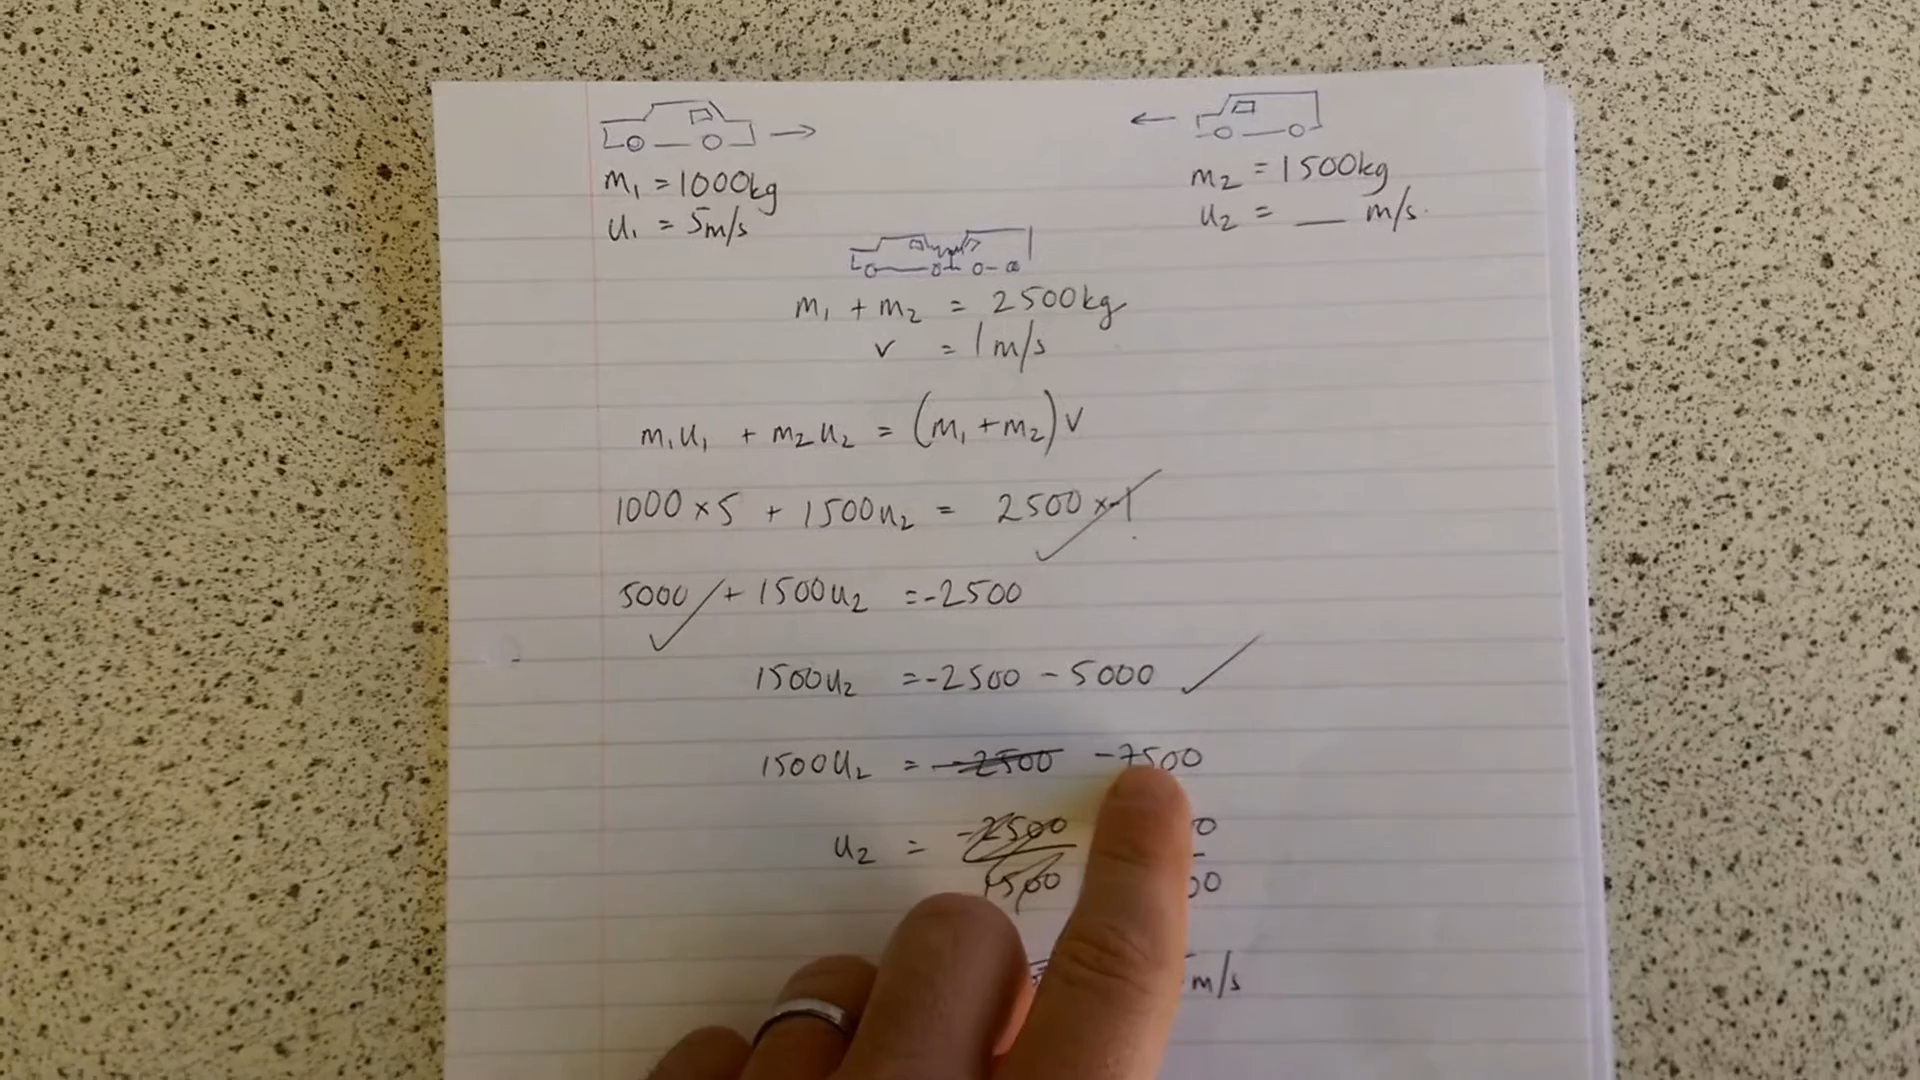 m₁ = 1000kg
u₁ = 5m/s
m₂ = 1500kg
u₂ = __ m/s.
m₁ + m₂ = 2500kg
v = 1m/s
m₁u₁ + m₂u₂ = (m₁ + m₂)v
1000 × 5 + 1500u₂ = 2500 × -1
5000 + 1500u₂ = -2500
1500u₂ = -2500 - 5000
1500u₂ = -2500 -7500
u₂ = -2500
1500
m/s